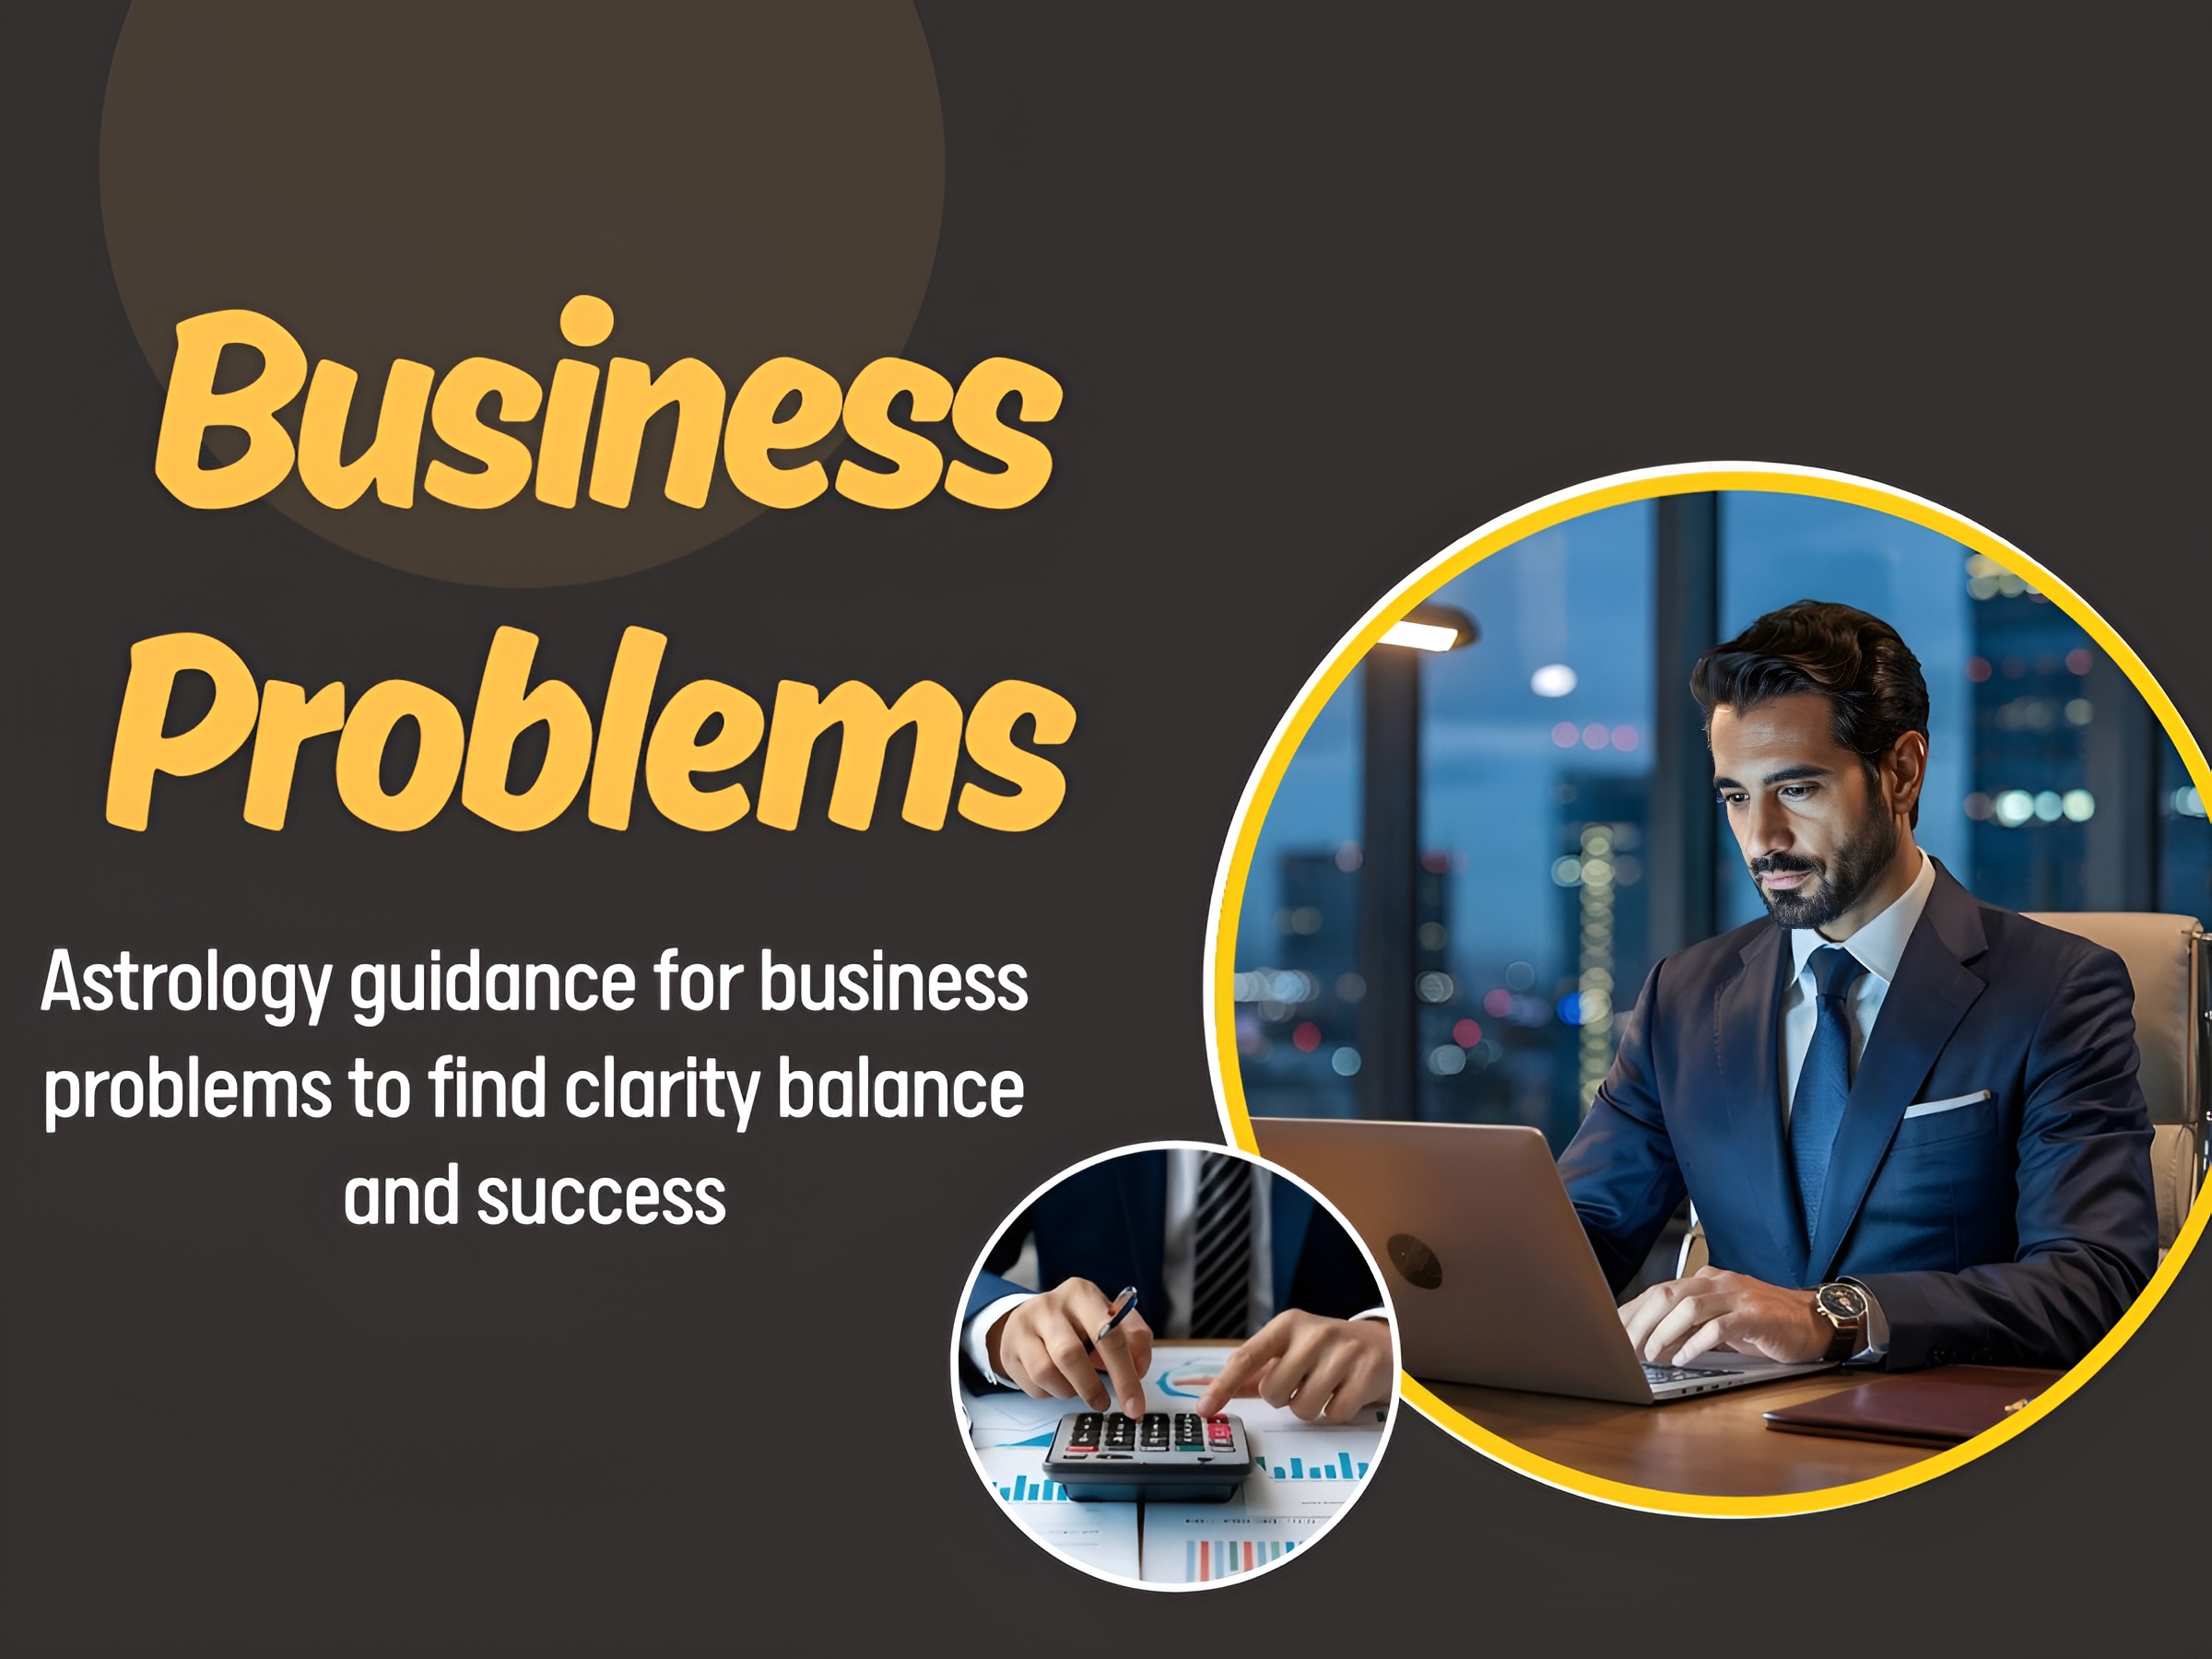 Business
Problems
Astrology guidance for business
problems to find clarity balance
and success